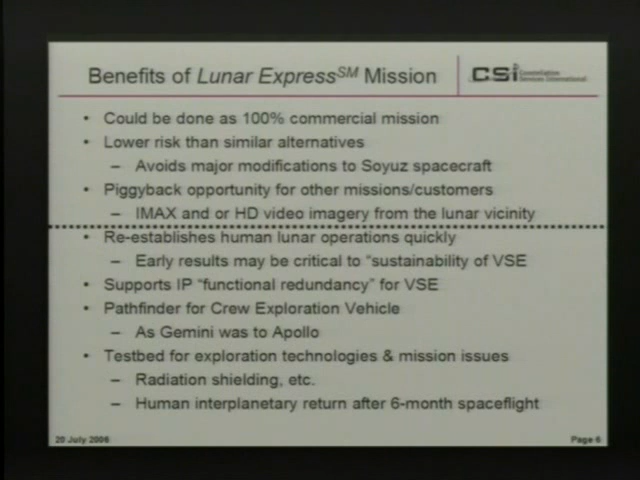 Benefits of Lunar ExpressSM Mission
CSI Constellation Services International
• Could be done as 100% commercial mission
• Lower risk than similar alternatives
– Avoids major modifications to Soyuz spacecraft
• Piggyback opportunity for other missions/customers
– IMAX and or HD video imagery from the lunar vicinity
• Re-establishes human lunar operations quickly
– Early results may be critical to “sustainability of VSE
• Supports IP “functional redundancy” for VSE
• Pathfinder for Crew Exploration Vehicle
– As Gemini was to Apollo
• Testbed for exploration technologies & mission issues
– Radiation shielding, etc.
– Human interplanetary return after 6-month spaceflight
20 July 2006
Page 6